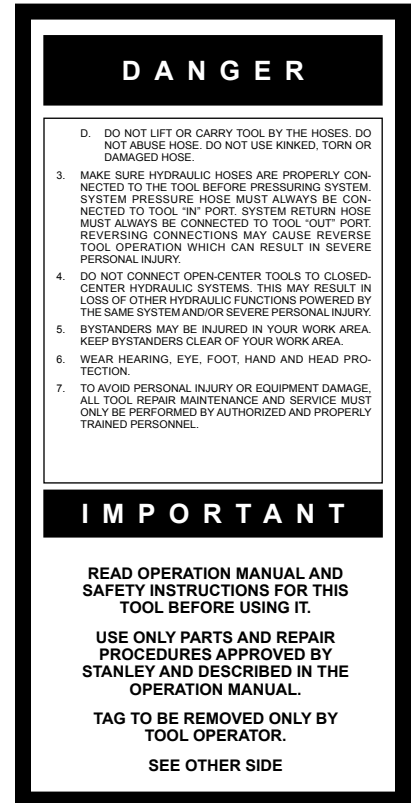 DANGER
D. DO NOT LIFT OR CARRY TOOL BY THE HOSES. DO
NOT ABUSE HOSE. DO NOT USE KINKED, TORN OR
DAMAGED HOSE.
3. MAKE SURE HYDRAULIC HOSES ARE PROPERLY CON-
NECTED TO THE TOOL BEFORE PRESSURING SYSTEM.
SYSTEM PRESSURE HOSE MUST ALWAYS BE CON-
NECTED TO TOOL “IN” PORT. SYSTEM RETURN HOSE
MUST ALWAYS BE CONNECTED TO TOOL “OUT” PORT.
REVERSING CONNECTIONS MAY CAUSE REVERSE
TOOL OPERATION WHICH CAN RESULT IN SEVERE
PERSONAL INJURY.
4. DO NOT CONNECT OPEN-CENTER TOOLS TO CLOSED-
CENTER HYDRAULIC SYSTEMS. THIS MAY RESULT IN
LOSS OF OTHER HYDRAULIC FUNCTIONS POWERED BY
THE SAME SYSTEM AND/OR SEVERE PERSONAL INJURY.
5. BYSTANDERS MAY BE INJURED IN YOUR WORK AREA.
KEEP BYSTANDERS CLEAR OF YOUR WORK AREA.
6. WEAR HEARING, EYE, FOOT, HAND AND HEAD PRO-
TECTION.
7. TO AVOID PERSONAL INJURY OR EQUIPMENT DAMAGE,
ALL TOOL REPAIR MAINTENANCE AND SERVICE MUST
ONLY BE PERFORMED BY AUTHORIZED AND PROPERLY
TRAINED PERSONNEL.
IMPORTANT
READ OPERATION MANUAL AND
SAFETY INSTRUCTIONS FOR THIS
TOOL BEFORE USING IT.
USE ONLY PARTS AND REPAIR
PROCEDURES APPROVED BY
STANLEY AND DESCRIBED IN THE
OPERATION MANUAL.
TAG TO BE REMOVED ONLY BY
TOOL OPERATOR.
SEE OTHER SIDE